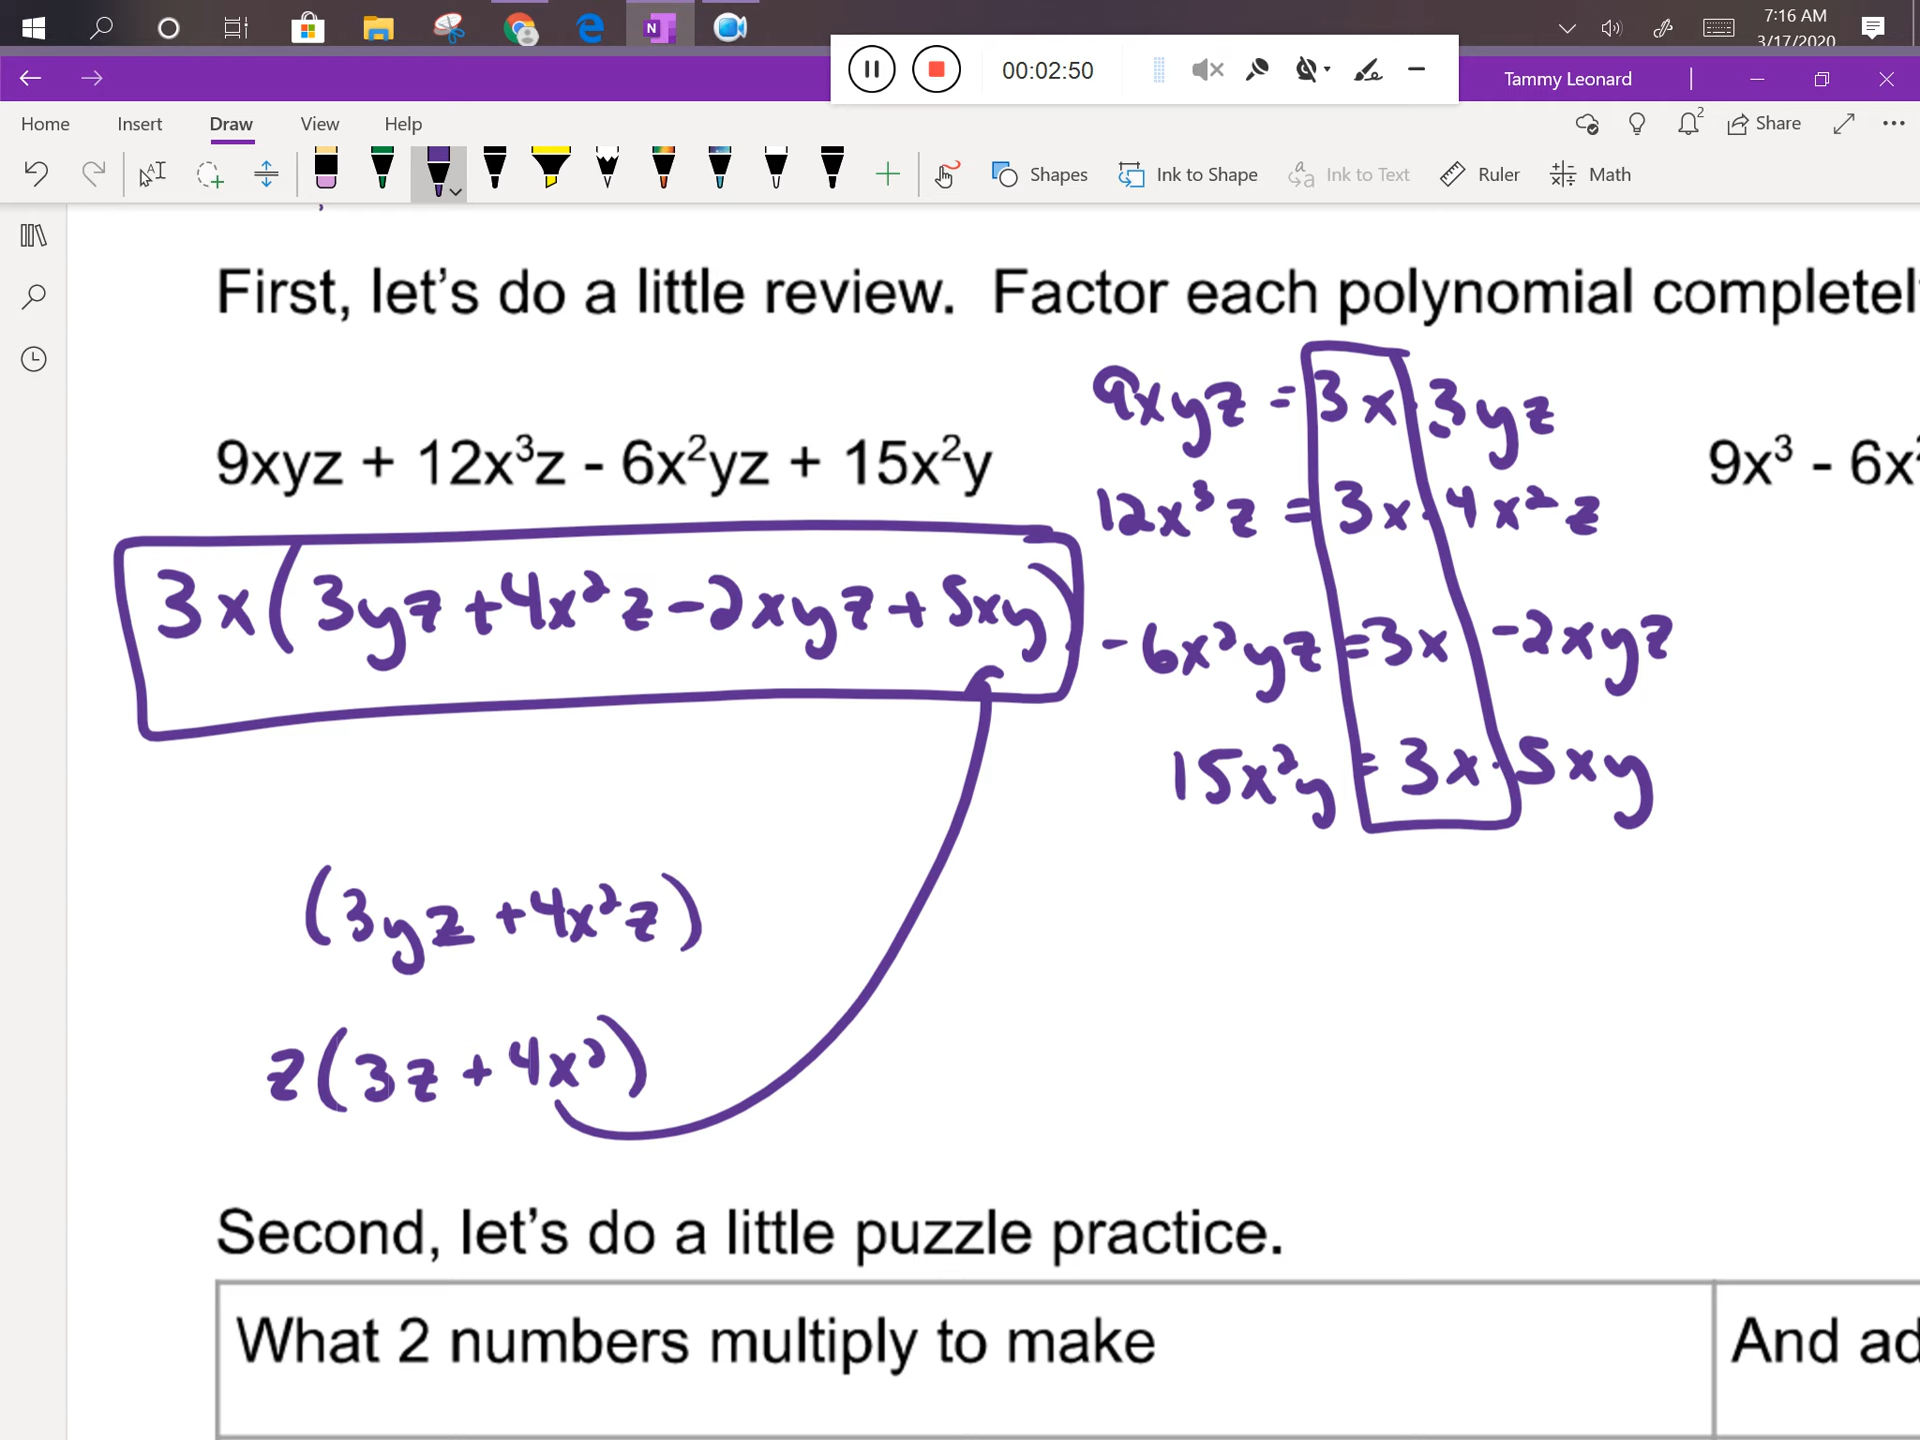 7:16 AM
3/17/2020
00:02:50
Tammy Leonard
Home Insert Draw View Help
2
Share
Shapes Ink to Shape Ink to Text Ruler Math
First, let's do a little review. Factor each polynomial completel
9xyz + 12x³z - 6x²yz + 15x²y
9x³ - 6x²
3x(3yz +4x²z -2xyz +5xy)
9xyz = 3x · 3yz
12x³z = 3x · 4x²z
-6x²yz = 3x -2xyz
15x²y = 3x · 5xy
(3yz +4x²z)
z(3z + 4x²)
Second, let's do a little puzzle practice.
What 2 numbers multiply to make
And ad